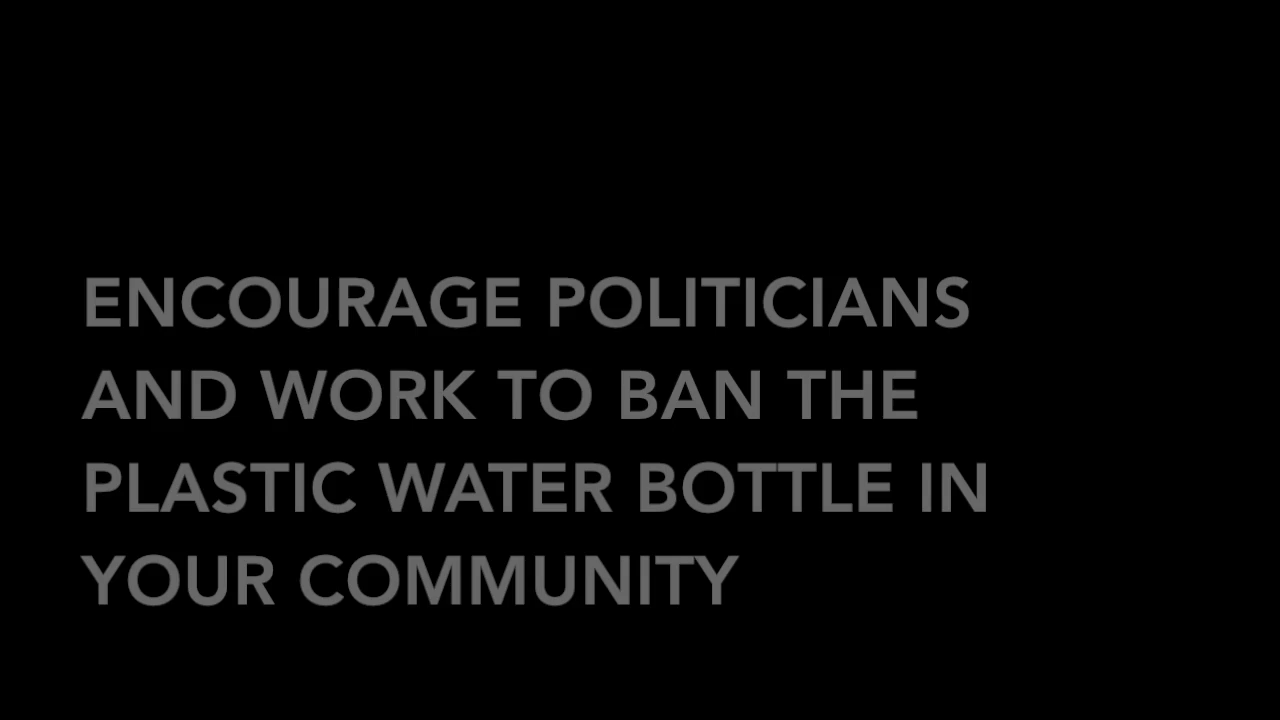 ENCOURAGE POLITICIANS
AND WORK TO BAN THE
PLASTIC WATER BOTTLE IN
YOUR COMMUNITY